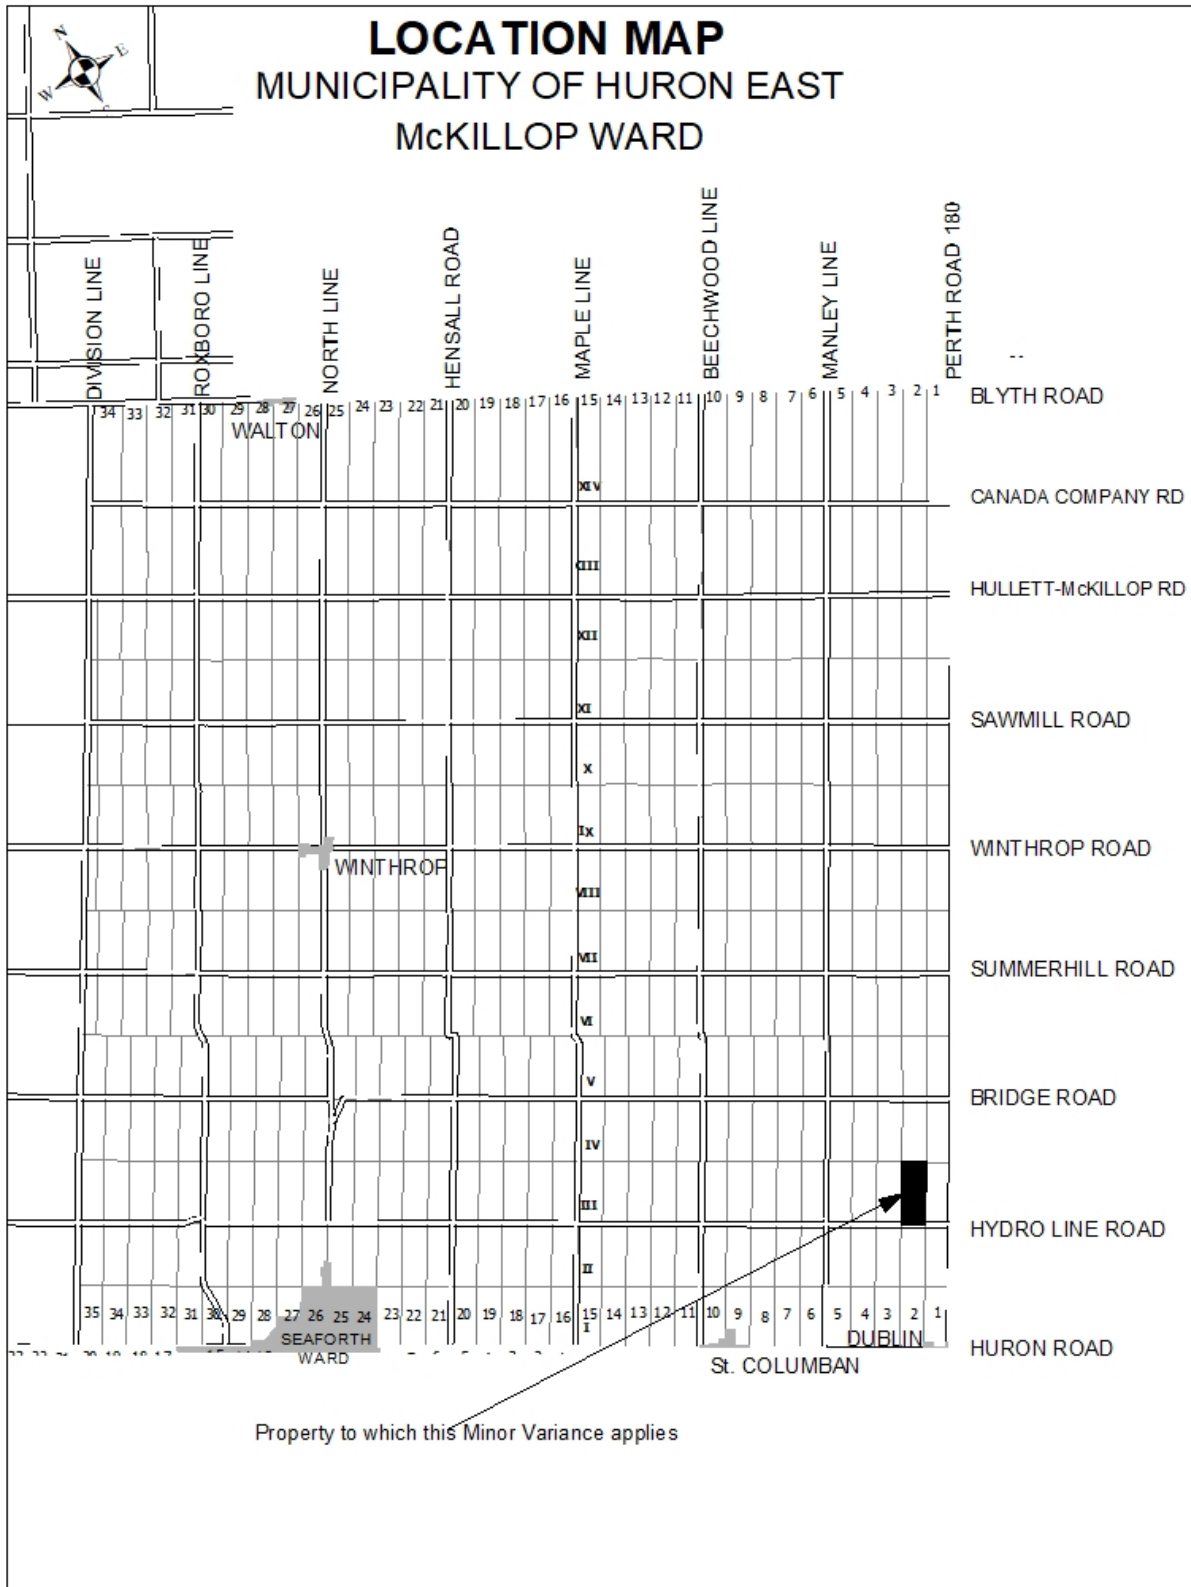 LOCATION MAP
MUNICIPALITY OF HURON EAST
McKILLOP WARD
N
E
W
DIVISION LINE
ROXBORO LINE
NORTH LINE
HENSALL ROAD
MAPLE LINE
BEECHWOOD LINE
MANLEY LINE
PERTH ROAD 180
--
BLYTH ROAD
34 33 32 31 30 29 28 27 26 25 24 23 22 21 20 19 18 17 16 15 14 13 12 11 10 9 8 7 6 5 4 3 2 1
WALTON
XIV
CANADA COMPANY RD
HULLETT-McKILLOP RD
XII
XI
SAWMILL ROAD
X
IX
WINTHROP ROAD
WINTHROP
VIII
VII
SUMMERHILL ROAD
VI
V
BRIDGE ROAD
IV
III
HYDRO LINE ROAD
II
35 34 33 32 31 30 29 28 27 26 25 24 23 22 21 20 19 18 17 16 15 14 13 12 11 10 9 8 7 6 5 4 3 2 1
I
SEAFORTH
WARD
DUBLIN
HURON ROAD
St. COLUMBAN
Property to which this Minor Variance applies